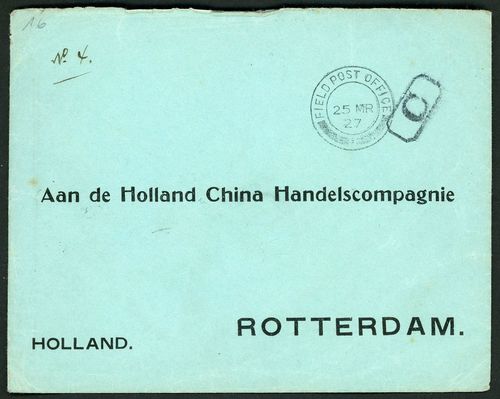 16
No 4.
FIELD POST OFFICE
25 MR
27
C
Aan de Holland China Handelscompagnie
ROTTERDAM.
HOLLAND.